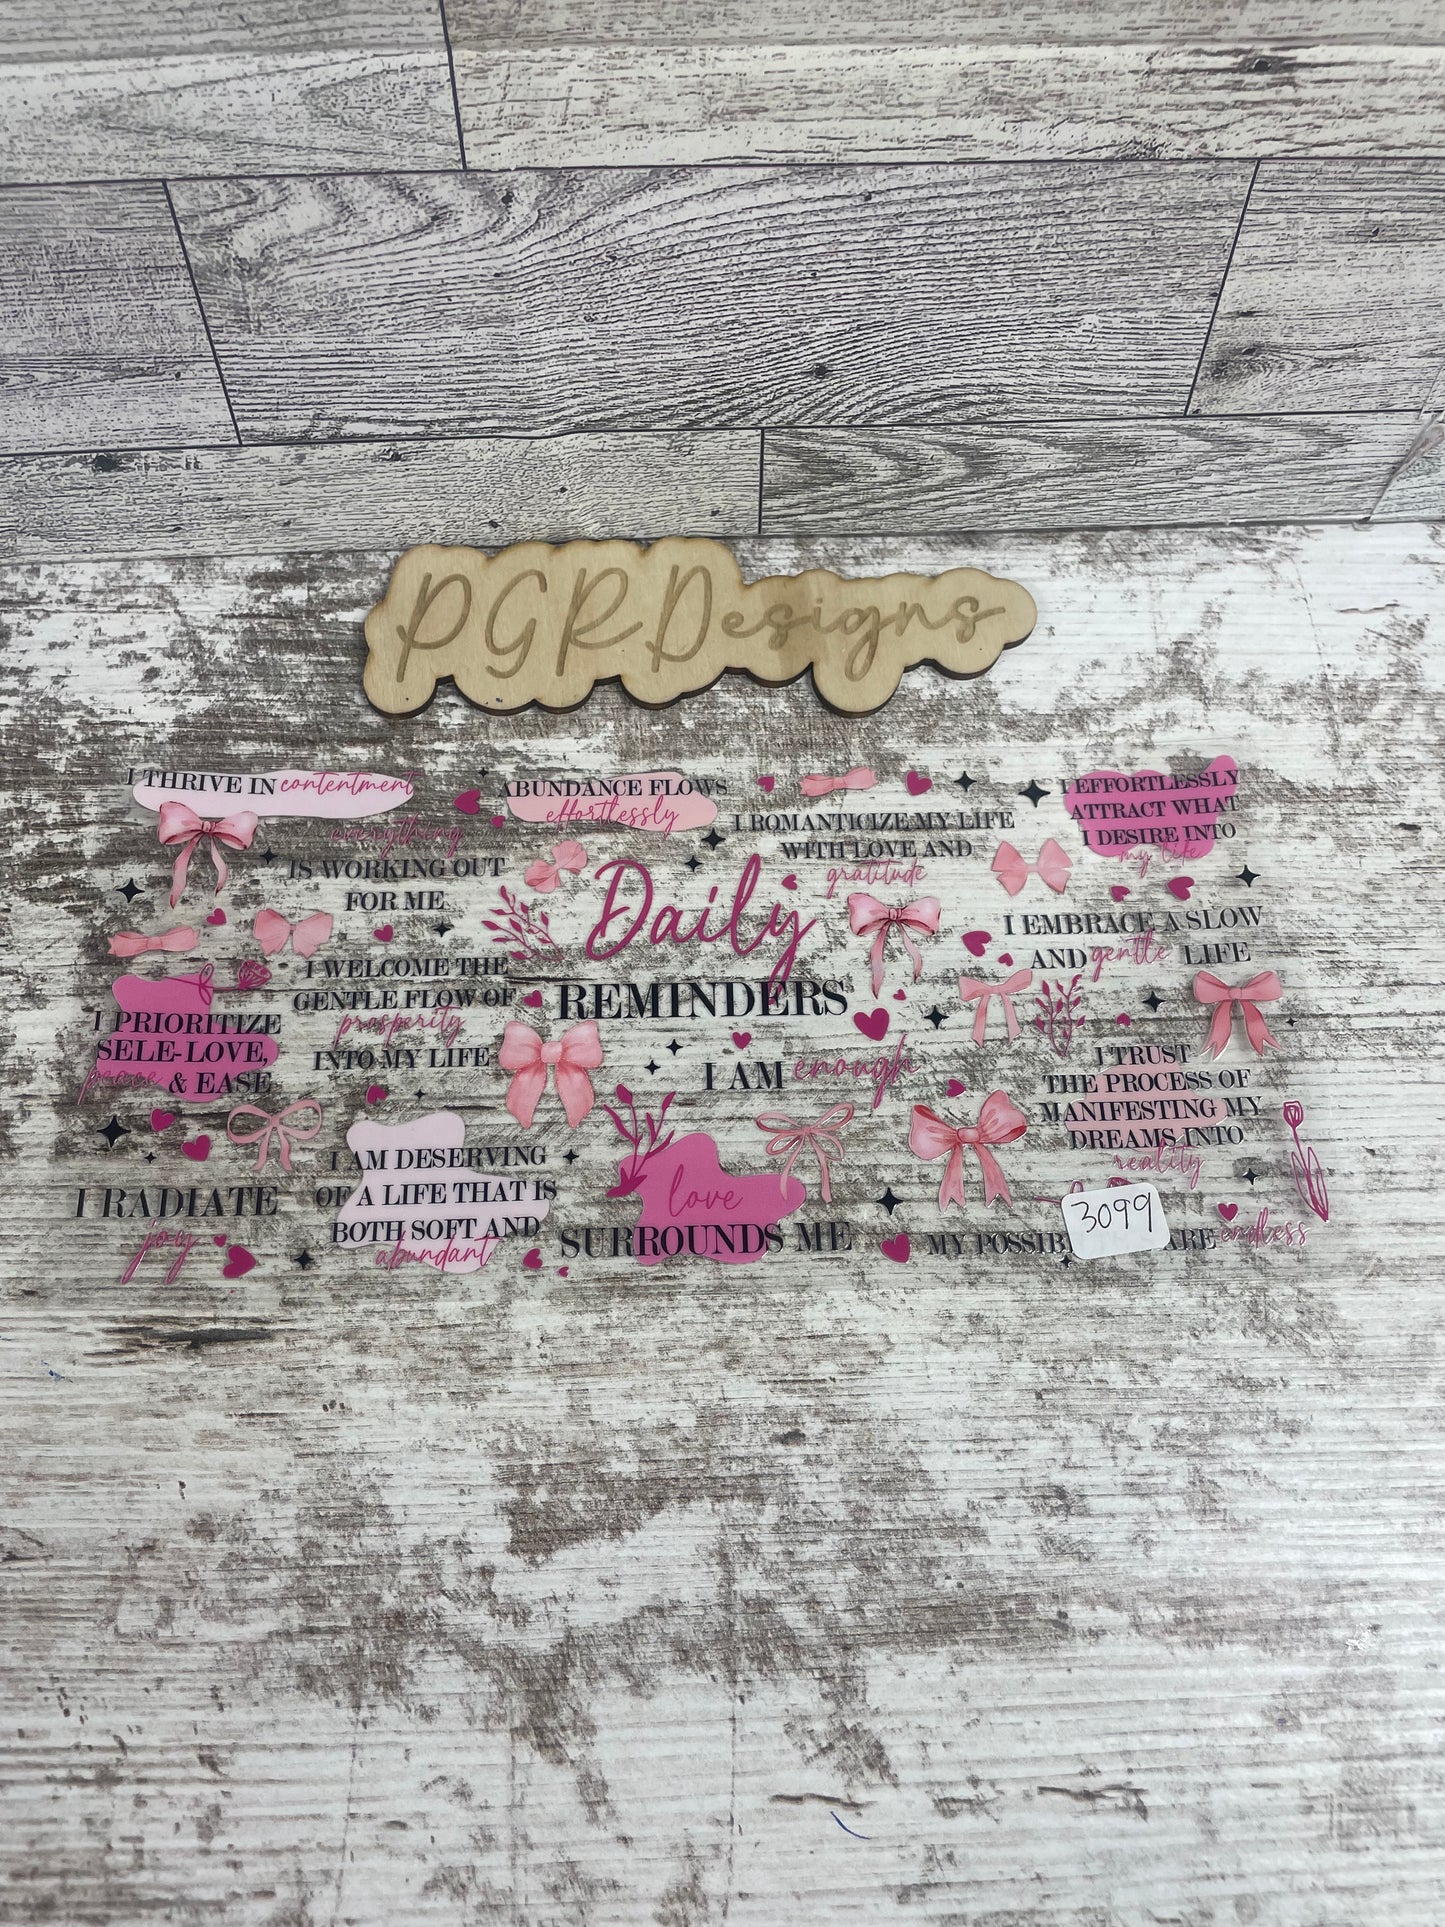 PGRDesigns
I THRIVE IN contentment
everything
IS WORKING OUT
FOR ME
ABUNDANCE FLOWS
effortlessly
I ROMANTICIZE MY LIFE
WITH LOVE AND
gratitude
I EFFORTLESSLY
ATTRACT WHAT
I DESIRE INTO
my life
Daily
REMINDERS
I EMBRACE A SLOW
AND gentle LIFE
I WELCOME THE
GENTLE FLOW OF
prosperity
INTO MY LIFE
I PRIORITIZE
SELF-LOVE,
peace & EASE
I AM enough
I TRUST
THE PROCESS OF
MANIFESTING MY
DREAMS INTO
reality
I RADIATE
joy
I AM DESERVING
OF A LIFE THAT IS
BOTH SOFT AND
abundant
love
SURROUNDS ME
3099
MY ARE endless